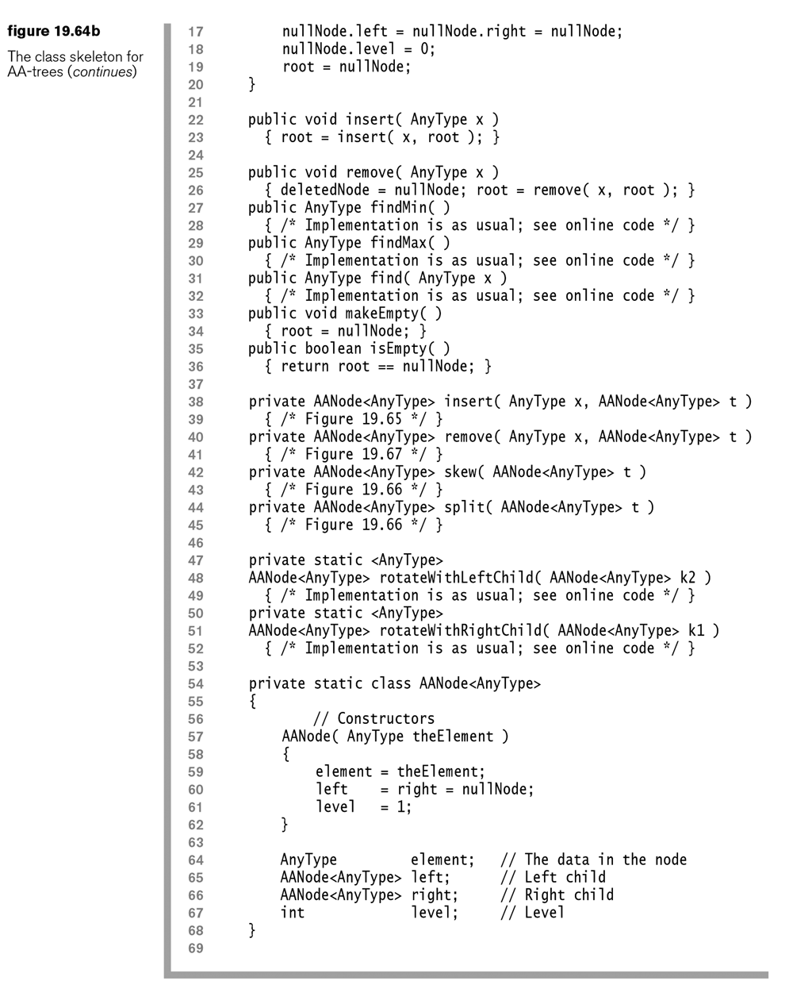 figure 19.64b
The class skeleton for
AA-trees (continues)
17 nullNode.left = nullNode.right = nullNode;
18 nullNode.level = 0;
19 root = nullNode;
20 }
21
22 public void insert( AnyType x )
23 { root = insert( x, root ); }
24
25 public void remove( AnyType x )
26 { deletedNode = nullNode; root = remove( x, root ); }
27 public AnyType findMin( )
28 { /* Implementation is as usual; see online code */ }
29 public AnyType findMax( )
30 { /* Implementation is as usual; see online code */ }
31 public AnyType find( AnyType x )
32 { /* Implementation is as usual; see online code */ }
33 public void makeEmpty( )
34 { root = nullNode; }
35 public boolean isEmpty( )
36 { return root == nullNode; }
37
38 private AANode<AnyType> insert( AnyType x, AANode<AnyType> t )
39 { /* Figure 19.65 */ }
40 private AANode<AnyType> remove( AnyType x, AANode<AnyType> t )
41 { /* Figure 19.67 */ }
42 private AANode<AnyType> skew( AANode<AnyType> t )
43 { /* Figure 19.66 */ }
44 private AANode<AnyType> split( AANode<AnyType> t )
45 { /* Figure 19.66 */ }
46
47 private static <AnyType>
48 AANode<AnyType> rotateWithLeftChild( AANode<AnyType> k2 )
49 { /* Implementation is as usual; see online code */ }
50 private static <AnyType>
51 AANode<AnyType> rotateWithRightChild( AANode<AnyType> k1 )
52 { /* Implementation is as usual; see online code */ }
53
54 private static class AANode<AnyType>
55 {
56 // Constructors
57 AANode( AnyType theElement )
58 {
59 element = theElement;
60 left = right = nullNode;
61 level = 1;
62 }
63
64 AnyType element; // The data in the node
65 AANode<AnyType> left; // Left child
66 AANode<AnyType> right; // Right child
67 int level; // Level
68 }
69